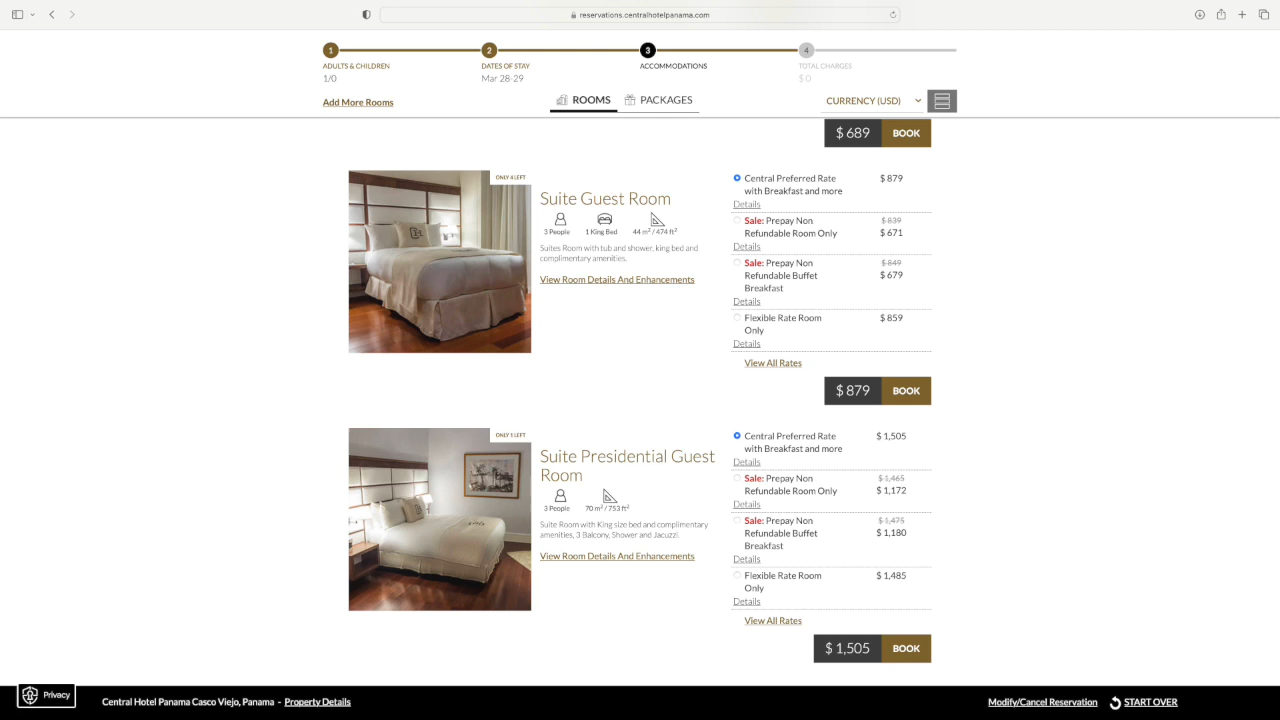 reservations.centralhotelpanama.com
1
2
3
4
ADULTS & CHILDREN
DATES OF STAY
ACCOMMODATIONS
TOTAL CHARGES
1/0
Mar 28-29
$ 0
Add More Rooms
ROOMS
PACKAGES
CURRENCY (USD)
$ 689
BOOK
ONLY 4 LEFT
Suite Guest Room
3 People
1 King Bed
44 m² / 474 ft²
Suites Room with tub and shower, king bed and
complimentary amenities.
View Room Details And Enhancements
Central Preferred Rate
with Breakfast and more
$ 879
Details
Sale: Prepay Non
Refundable Room Only
$ 839
$ 671
Details
Sale: Prepay Non
Refundable Buffet
Breakfast
$ 849
$ 679
Details
Flexible Rate Room
Only
$ 859
Details
View All Rates
$ 879
BOOK
ONLY 1 LEFT
Suite Presidential Guest
Room
3 People
70 m² / 753 ft²
Suite Room with King size bed and complimentary
amenities, 3 Balcony, Shower and Jacuzzi.
View Room Details And Enhancements
Central Preferred Rate
with Breakfast and more
$ 1,505
Details
Sale: Prepay Non
Refundable Room Only
$ 1,465
$ 1,172
Details
Sale: Prepay Non
Refundable Buffet
Breakfast
$ 1,475
$ 1,180
Details
Flexible Rate Room
Only
$ 1,485
Details
View All Rates
$ 1,505
BOOK
Privacy
Central Hotel Panama Casco Viejo, Panama - Property Details
Modify/Cancel Reservation
START OVER